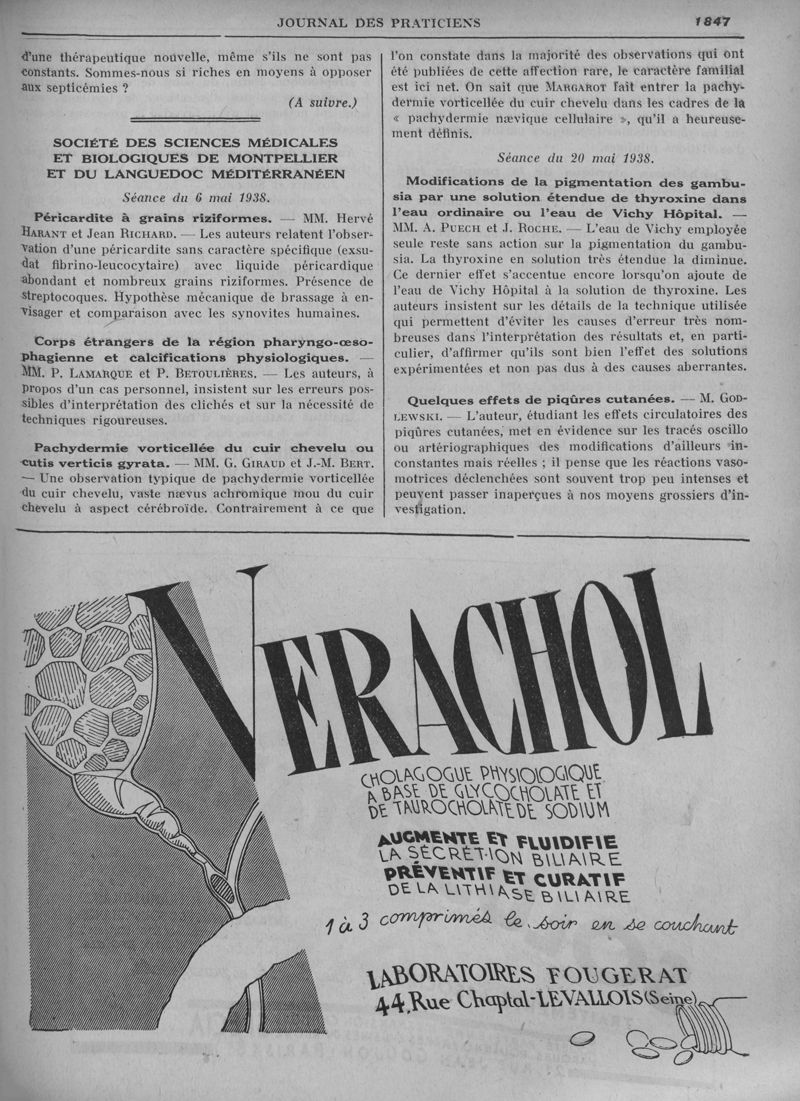 JOURNAL DES PRATICIENS
1847
d'une thérapeutique nouvelle, même s'ils ne sont pas
constants. Sommes-nous si riches en moyens à opposer
aux septicémies ?
(A suivre.)
SOCIÉTÉ DES SCIENCES MÉDICALES
ET BIOLOGIQUES DE MONTPELLIER
ET DU LANGUEDOC MÉDITÉRRANÉEN
Séance du 6 mai 1938.
Péricardite à grains riziformes. — MM. Hervé
HARANT et Jean RICHARD. — Les auteurs relatent l'obser-
vation d'une péricardite sans caractère spécifique (exsu-
dat fibrino-leucocytaire) avec liquide péricardique
abondant et nombreux grains riziformes. Présence de
streptocoques. Hypothèse mécanique de brassage à en-
visager et comparaison avec les synovites humaines.
Corps étrangers de la région pharyngo-œso-
phagienne et calcifications physiologiques. —
MM. P. LAMARQUE et P. BETOULIÈRES. — Les auteurs, à
propos d'un cas personnel, insistent sur les erreurs pos-
sibles d'interprétation des clichés et sur la nécessité de
techniques rigoureuses.
Pachydermie vorticellée du cuir chevelu ou
cutis verticis gyrata. — MM. G. GIRAUD et J.-M. BERT.
— Une observation typique de pachydermie vorticellée
du cuir chevelu, vaste nævus achromique mou du cuir
chevelu à aspect cérébroïde. Contrairement à ce que
l'on constate dans la majorité des observations qui ont
été publiées de cette affection rare, le caractère familial
est ici net. On sait que MARGAROT fait entrer la pachy-
dermie vorticellée du cuir chevelu dans les cadres de la
« pachydermie nævique cellulaire », qu'il a heureuse-
ment définis.
Séance du 20 mai 1938.
Modifications de la pigmentation des gambu-
sia par une solution étendue de thyroxine dans
l'eau ordinaire ou l'eau de Vichy Hôpital. —
MM. A. PUECH et J. ROCHE. — L'eau de Vichy employée
seule reste sans action sur la pigmentation du gambu-
sia. La thyroxine en solution très étendue la diminue.
Ce dernier effet s'accentue encore lorsqu'on ajoute de
l'eau de Vichy Hôpital à la solution de thyroxine. Les
auteurs insistent sur les détails de la technique utilisée
qui permettent d'éviter les causes d'erreur très nom-
breuses dans l'interprétation des résultats et, en parti-
culier, d'affirmer qu'ils sont bien l'effet des solutions
expérimentées et non pas dus à des causes aberrantes.
Quelques effets de piqûres cutanées. — M. GOD-
LEWSKI. — L'auteur, étudiant les effets circulatoires des
piqûres cutanées, met en évidence sur les tracés oscillo
ou artériographiques des modifications d'ailleurs in-
constantes mais réelles ; il pense que les réactions vaso-
motrices déclenchées sont souvent trop peu intenses et
peuvent passer inaperçues à nos moyens grossiers d'in-
vestigation.
VERACHOL
CHOLAGOGUE PHYSIOLOGIQUE
A BASE DE GLYCOCHOLATE ET
DE TAUROCHOLATE DE SODIUM
AUGMENTE ET FLUIDIFIE
LA SÉCRÉTION BILIAIRE
PRÉVENTIF ET CURATIF
DE LA LITHIASE BILIAIRE
1 à 3 comprimés le soir en se couchant
LABORATOIRES FOUGERAT
44, Rue Chaptal-LEVALLOIS (Seine)